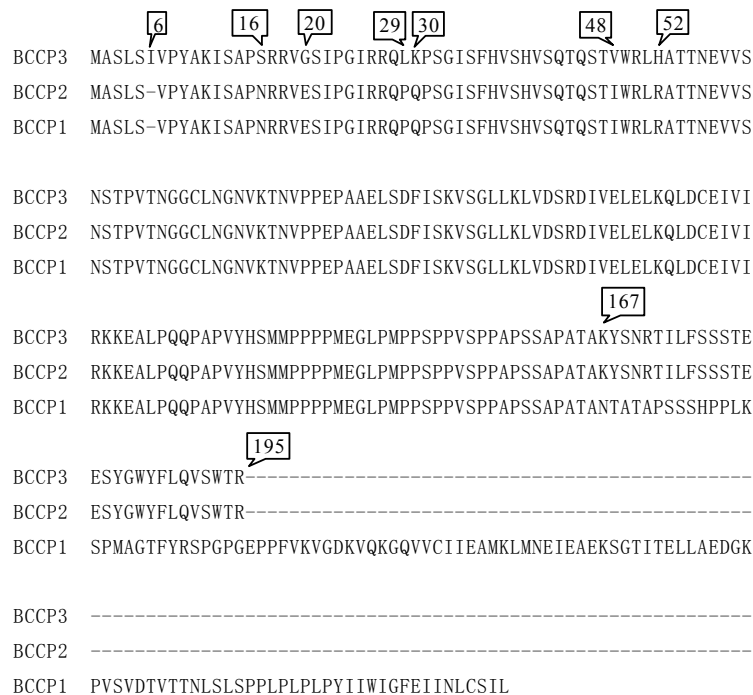 6 16 20 29 30 48 52
BCCP3 MASLSIVPYAKISAPSRRVGSIPGIRRQLKPSGISFHVSHVSQTQSTVWRLHATTNEVVS
BCCP2 MASLS-VPYAKISAPNRRVESIPGIRRQPQPSGISFHVSHVSQTQSTIWRLRATTNEVVS
BCCP1 MASLS-VPYAKISAPNRRVESIPGIRRQPQPSGISFHVSHVSQTQSTIWRLRATTNEVVS
BCCP3 NSTPVTNGGCLNGNVKTNVPPEPAAELSDFISKVSGLLKLVDSRDIVELELKQLDCEIVI
BCCP2 NSTPVTNGGCLNGNVKTNVPPEPAAELSDFISKVSGLLKLVDSRDIVELELKQLDCEIVI
BCCP1 NSTPVTNGGCLNGNVKTNVPPEPAAELSDFISKVSGLLKLVDSRDIVELELKQLDCEIVI
167
BCCP3 RKKEALPQQPAPVYHSMMPPPPMEGLPMPPSPPVSPPAPSSAPATAKYSNRTILFSSSTE
BCCP2 RKKEALPQQPAPVYHSMMPPPPMEGLPMPPSPPVSPPAPSSAPATAKYSNRTILFSSSTE
BCCP1 RKKEALPQQPAPVYHSMMPPPPMEGLPMPPSPPVSPPAPSSAPATANTATAPSSSHPPLK
195
BCCP3 ESYGWYFLQVSWTR----------------------------------------------
BCCP2 ESYGWYFLQVSWTR----------------------------------------------
BCCP1 SPMAGTFYRSPGPGEPPFVKVGDKVQKGQVVCIIEAMKLMNEIEAEKSGTITELLAEDGK
BCCP3 ------------------------------------------------------------
BCCP2 ------------------------------------------------------------
BCCP1 PVSVDTVTTNLSLSPPLPLPLPYIIWIGFEIINLCSIL